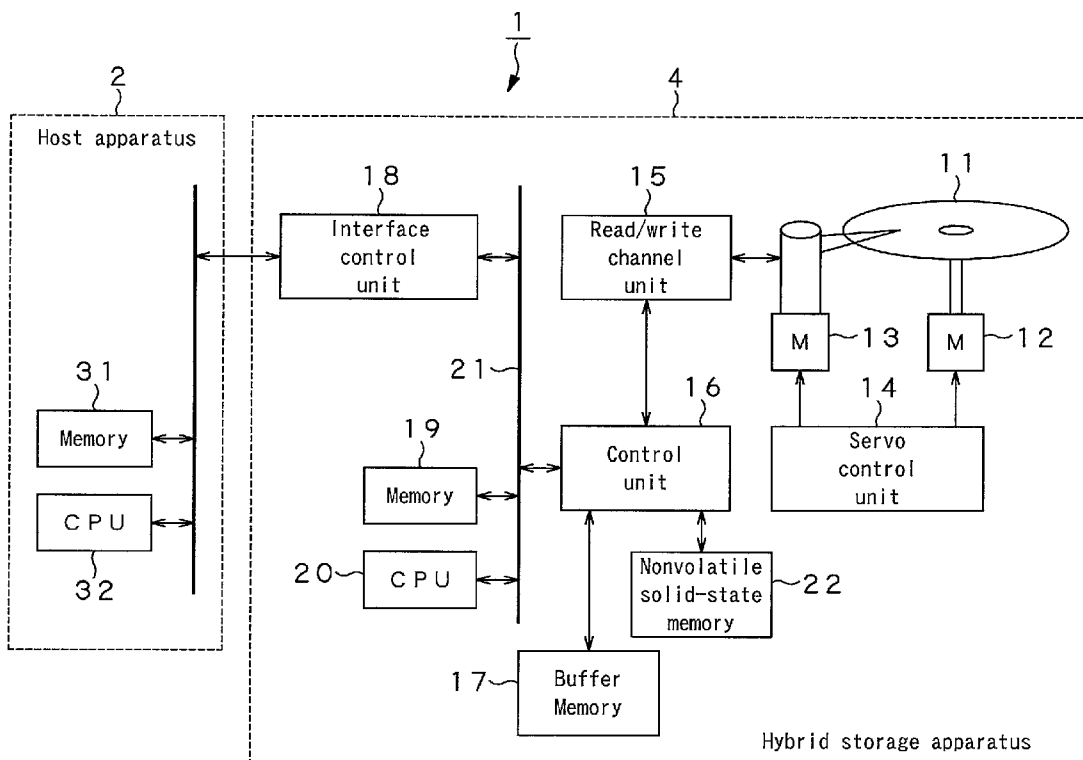 1
2
4
Host apparatus
11
18
15
Interface
control
unit
Read/write
channel
unit
M
13
M
12
31
21
16
14
Memory
19
Control
unit
Servo
control
unit
Memory
CPU
32
20
CPU
Nonvolatile
solid-state
memory
22
17
Buffer
Memory
Hybrid storage apparatus